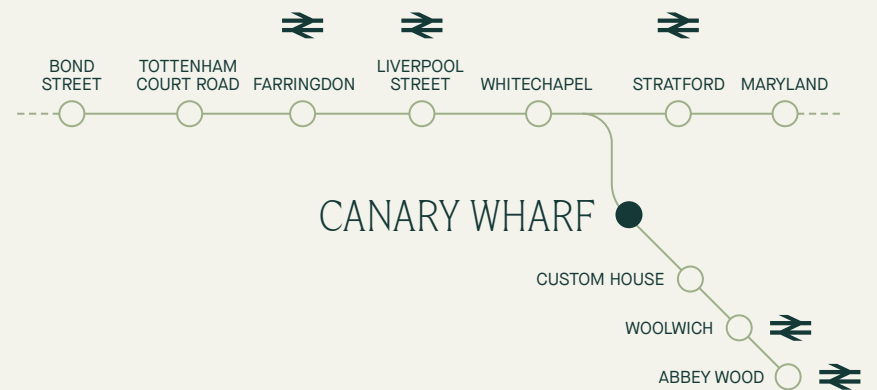 BOND
STREET
TOTTENHAM
COURT ROAD
FARRINGDON
LIVERPOOL
STREET
WHITECHAPEL
STRATFORD
MARYLAND
CANARY WHARF
CUSTOM HOUSE
WOOLWICH
ABBEY WOOD